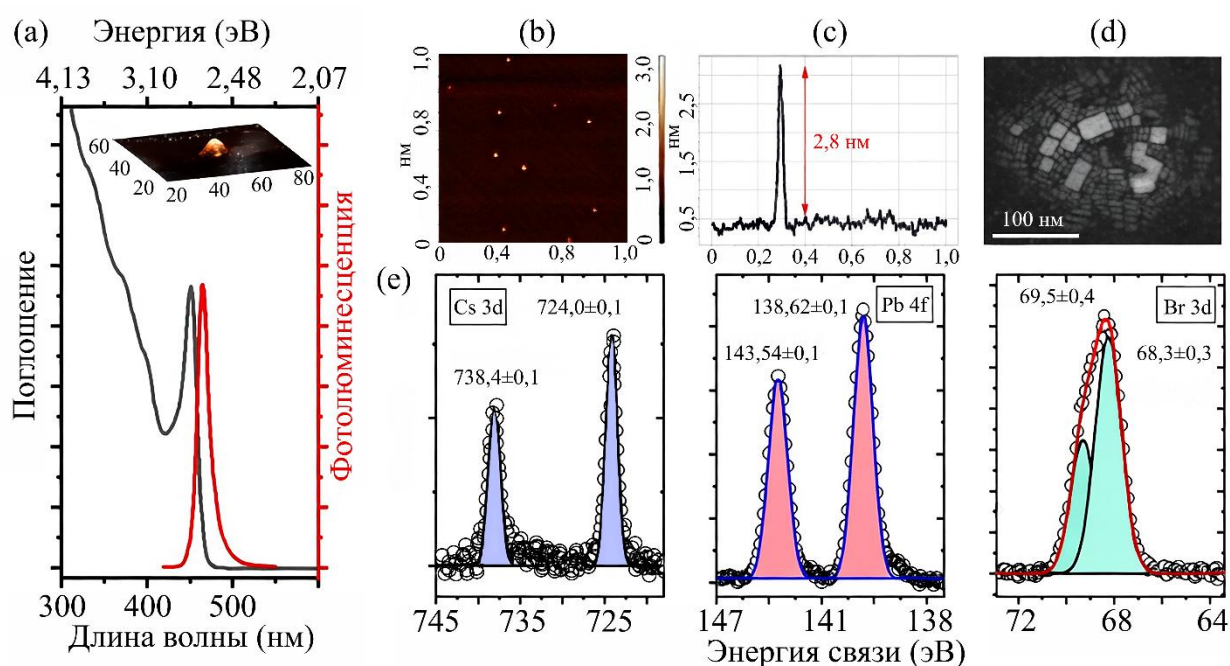 (a)
Энергия (эВ)
4,13 3,10 2,48 2,07
60
40
20
20 40 60 80
Поглощение
Фотолюминесценция
300 400 500
Длина волны (нм)
(b)
1,0
0,8
нм
0,4
0
0 0,4 0,6 1,0
3,0
2,0
1,0
0
(c)
нм
2,5
1,5
0,5
2,8 нм
0 0,2 0,4 0,6 0,8 1,0
(d)
100 нм
(e)
Cs 3d
724,0±0,1
738,4±0,1
745 735 725
138,62±0,1
Pb 4f
143,54±0,1
147 141 138
69,5±0,4
Br 3d
68,3±0,3
72 68 64
Энергия связи (эВ)